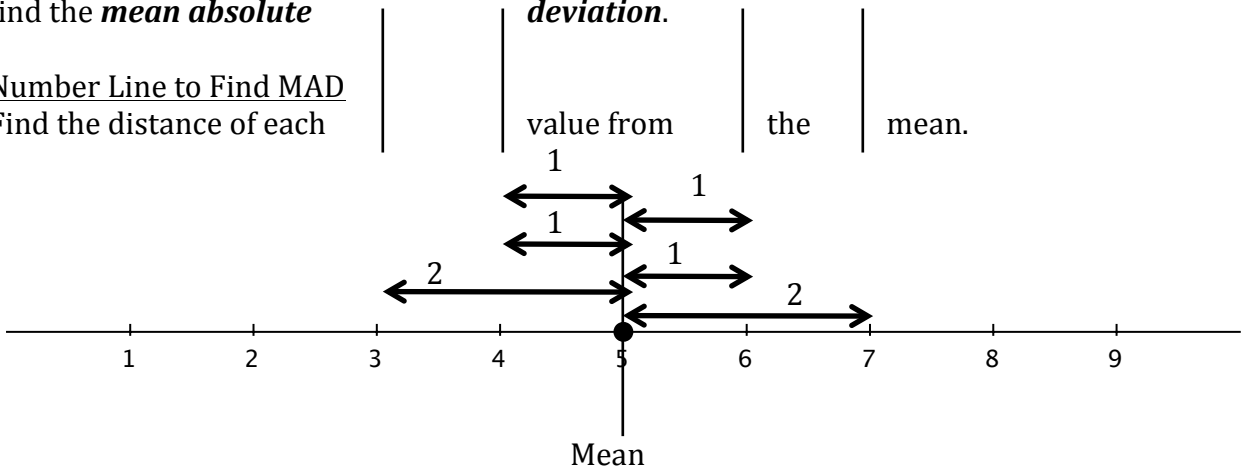 ind the mean absolute deviation.
Number Line to Find MAD
Find the distance of each value from the mean.
1
1
1
1
2
2
1 2 3 4 5 6 7 8 9
Mean